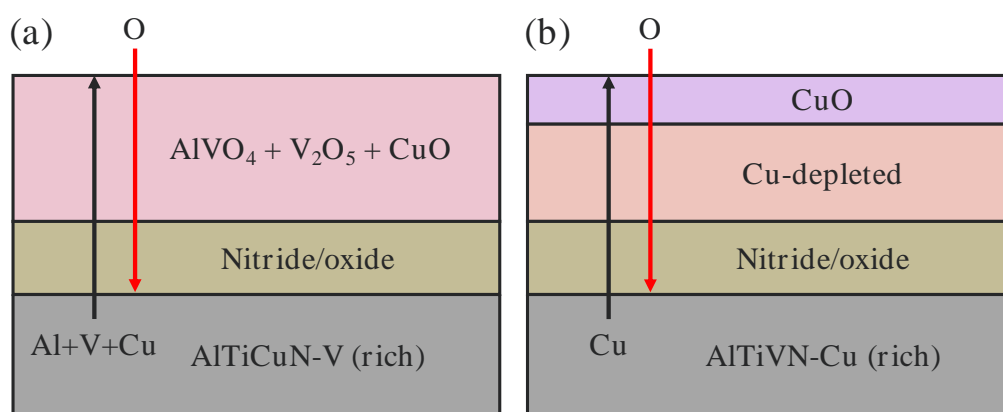 (a)
O
AlVO₄ + V₂O₅ + CuO
Nitride/oxide
Al+V+Cu
AlTiCuN-V (rich)
(b)
O
CuO
Cu-depleted
Nitride/oxide
Cu
AlTiVN-Cu (rich)